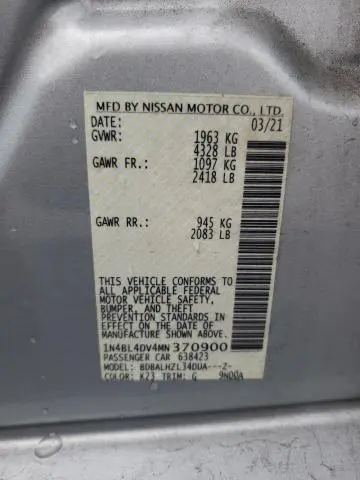 MFD BY NISSAN MOTOR CO., LTD.
DATE: 03/21
GVWR: 1963 KG
4328 LB
GAWR FR.: 1097 KG
2418 LB
GAWR RR.: 945 KG
2083 LB
THIS VEHICLE CONFORMS TO
ALL APPLICABLE FEDERAL
MOTOR VEHICLE SAFETY,
BUMPER, AND THEFT
PREVENTION STANDARDS IN
EFFECT ON THE DATE OF
MANUFACTURE SHOWN ABOVE.
1N4BL4DV4MN370900
PASSENGER CAR 638423
MODEL: BDBALHZL34DUA---Z-
COLOR: K23 TRIM: G 9N00A